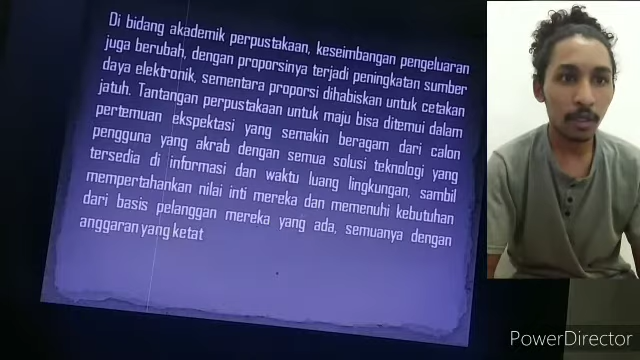 Di bidang akademik perpustakaan, keseimbangan pengeluaran
juga berubah, dengan proporsinya terjadi peningkatan sumber
daya elektronik, sementara proporsi dihabiskan untuk cetakan
jatuh. Tantangan perpustakaan untuk maju bisa ditemui dalam
pertemuan ekspektasi yang semakin beragam dari calon
pengguna yang akrab dengan semua solusi teknologi yang
tersedia di informasi dan waktu luang lingkungan, sambil
mempertahankan nilai inti mereka dan memenuhi kebutuhan
dari basis pelanggan mereka yang ada, semuanya dengan
anggaran yang ketat
PowerDirector